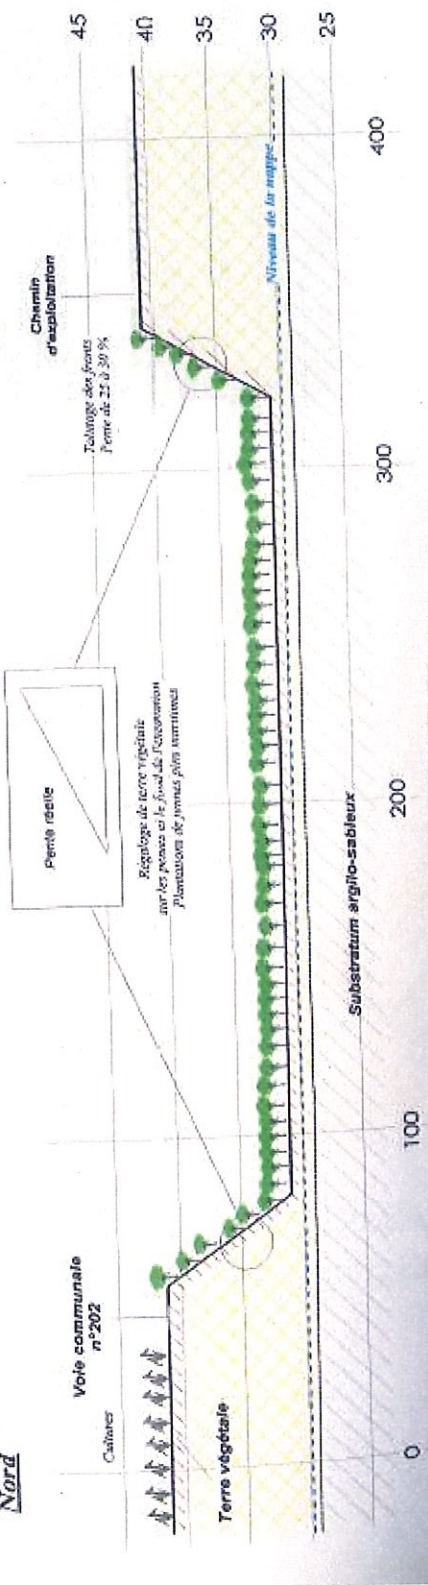 Nord
Cultures
Voie communale
n°202
Terre végétale
Pente réelle
Régalage de terre végétale
sur les pentes et le fond de l'excavation
Plantations de jeunes pins maritimes
Talutage des fronts
Pente de 25 à 30 %
Chemin
d'exploitation
Niveau de la nappe
Substratum argilo-sableux
45
40
35
30
25
0
100
200
300
400